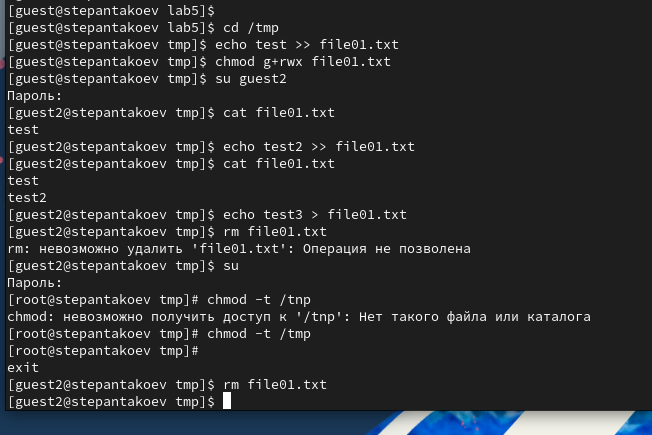 [guest@stepantakoev lab5]$
[guest@stepantakoev lab5]$ cd /tmp
[guest@stepantakoev tmp]$ echo test >> file01.txt
[guest@stepantakoev tmp]$ chmod g+rwx file01.txt
[guest@stepantakoev tmp]$ su guest2
Пароль:
[guest2@stepantakoev tmp]$ cat file01.txt
test
[guest2@stepantakoev tmp]$ echo test2 >> file01.txt
[guest2@stepantakoev tmp]$ cat file01.txt
test
test2
[guest2@stepantakoev tmp]$ echo test3 > file01.txt
[guest2@stepantakoev tmp]$ rm file01.txt
rm: невозможно удалить 'file01.txt': Операция не позволена
[guest2@stepantakoev tmp]$ su
Пароль:
[root@stepantakoev tmp]# chmod -t /tnp
chmod: невозможно получить доступ к '/tnp': Нет такого файла или каталога
[root@stepantakoev tmp]# chmod -t /tmp
[root@stepantakoev tmp]#
exit
[guest2@stepantakoev tmp]$ rm file01.txt
[guest2@stepantakoev tmp]$